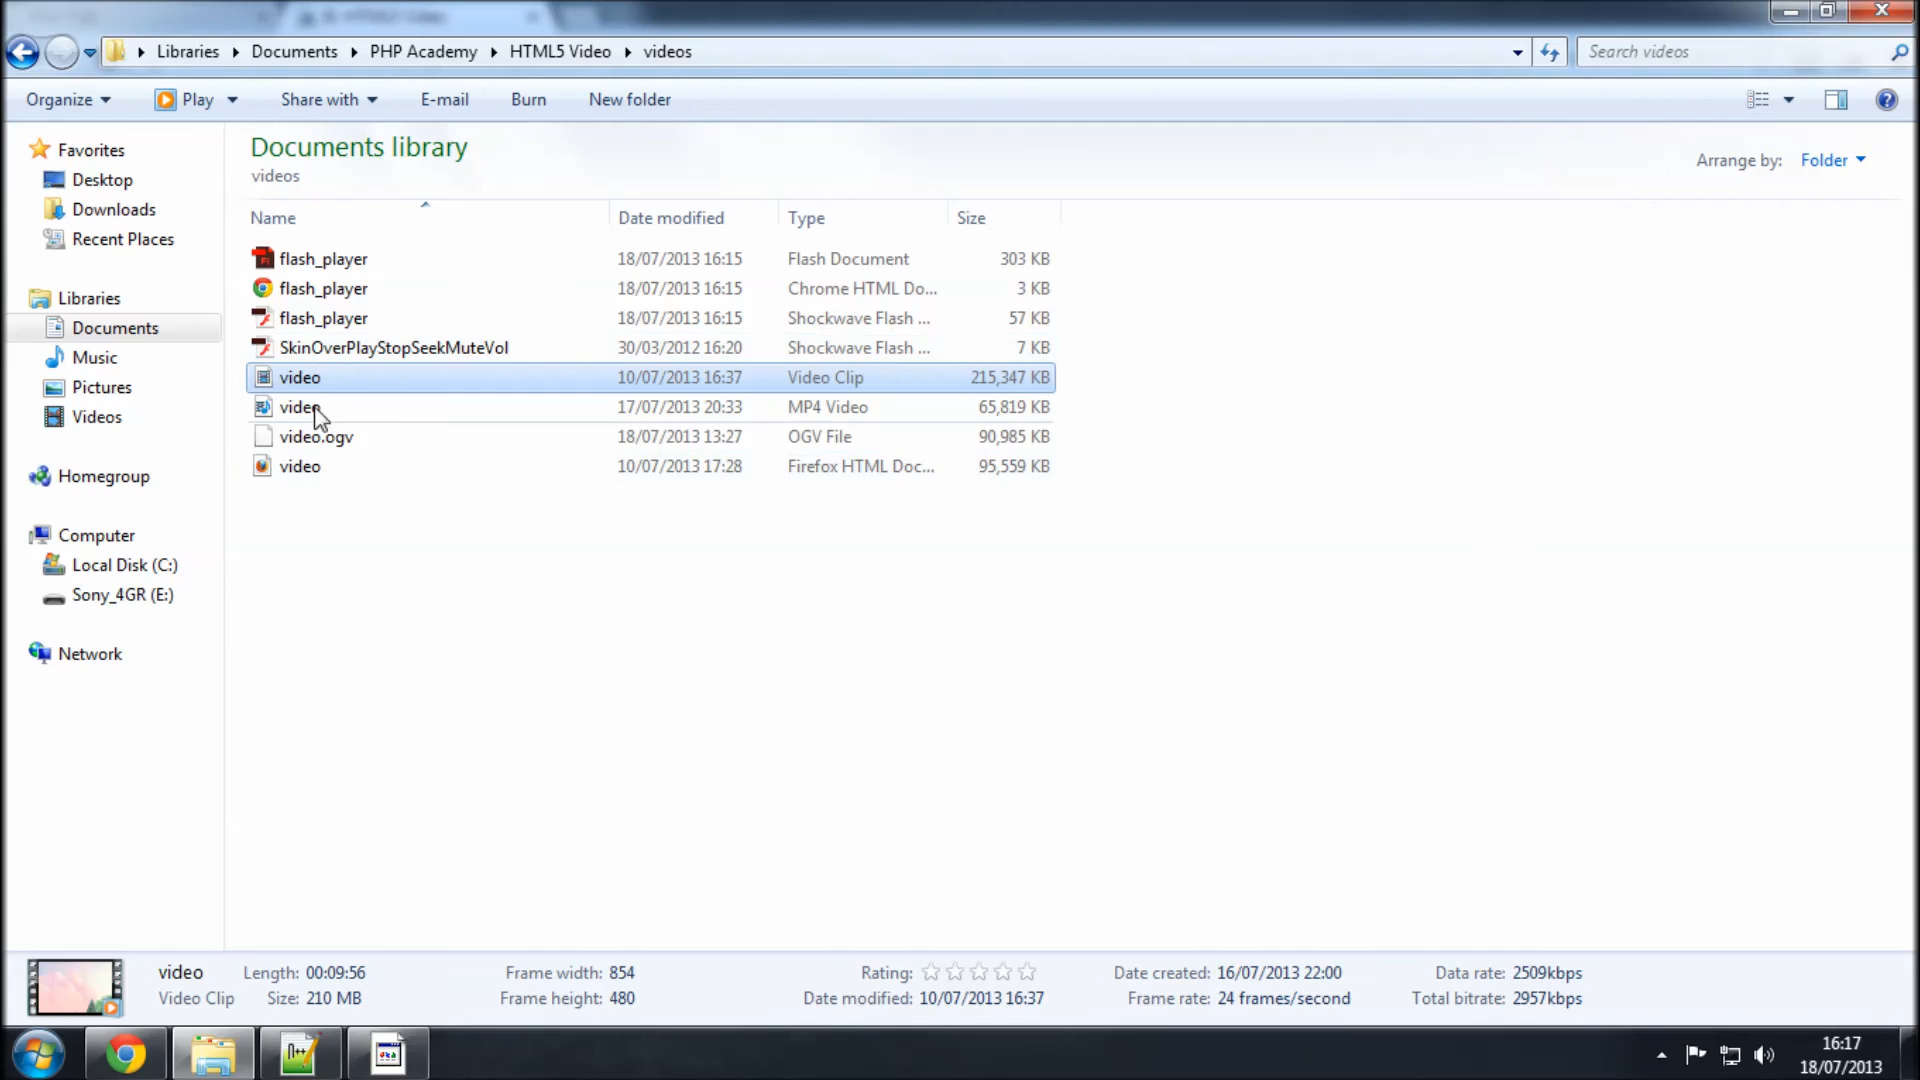 Libraries Documents PHP Academy HTML5 Video videos
Search videos
Organize Play Share with E-mail Burn New folder
Documents library
videos
Arrange by: Folder
Favorites
Desktop
Downloads
Recent Places
Libraries
Documents
Music
Pictures
Videos
Homegroup
Computer
Local Disk (C:)
Sony_4GR (E:)
Network
Name Date modified Type Size
flash_player 18/07/2013 16:15 Flash Document 303 KB
flash_player 18/07/2013 16:15 Chrome HTML Do... 3 KB
flash_player 18/07/2013 16:15 Shockwave Flash ... 57 KB
SkinOverPlayStopSeekMuteVol 30/03/2012 16:20 Shockwave Flash ... 7 KB
video 10/07/2013 16:37 Video Clip 215,347 KB
video 17/07/2013 20:33 MP4 Video 65,819 KB
video.ogv 18/07/2013 13:27 OGV File 90,985 KB
video 10/07/2013 17:28 Firefox HTML Doc... 95,559 KB
video Length: 00:09:56 Frame width: 854 Rating: Date created: 16/07/2013 22:00 Data rate: 2509kbps
Video Clip Size: 210 MB Frame height: 480 Date modified: 10/07/2013 16:37 Frame rate: 24 frames/second Total bitrate: 2957kbps
16:17
18/07/2013